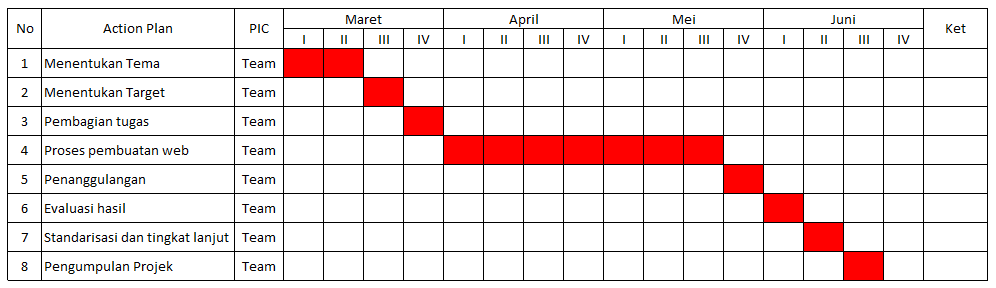 No Action Plan PIC Maret April Mei Juni Ket
I II III IV I II III IV I II III IV I II III IV
1 Menentukan Tema Team
2 Menentukan Target Team
3 Pembagian tugas Team
4 Proses pembuatan web Team
5 Penanggulangan Team
6 Evaluasi hasil Team
7 Standarisasi dan tingkat lanjut Team
8 Pengumpulan Projek Team